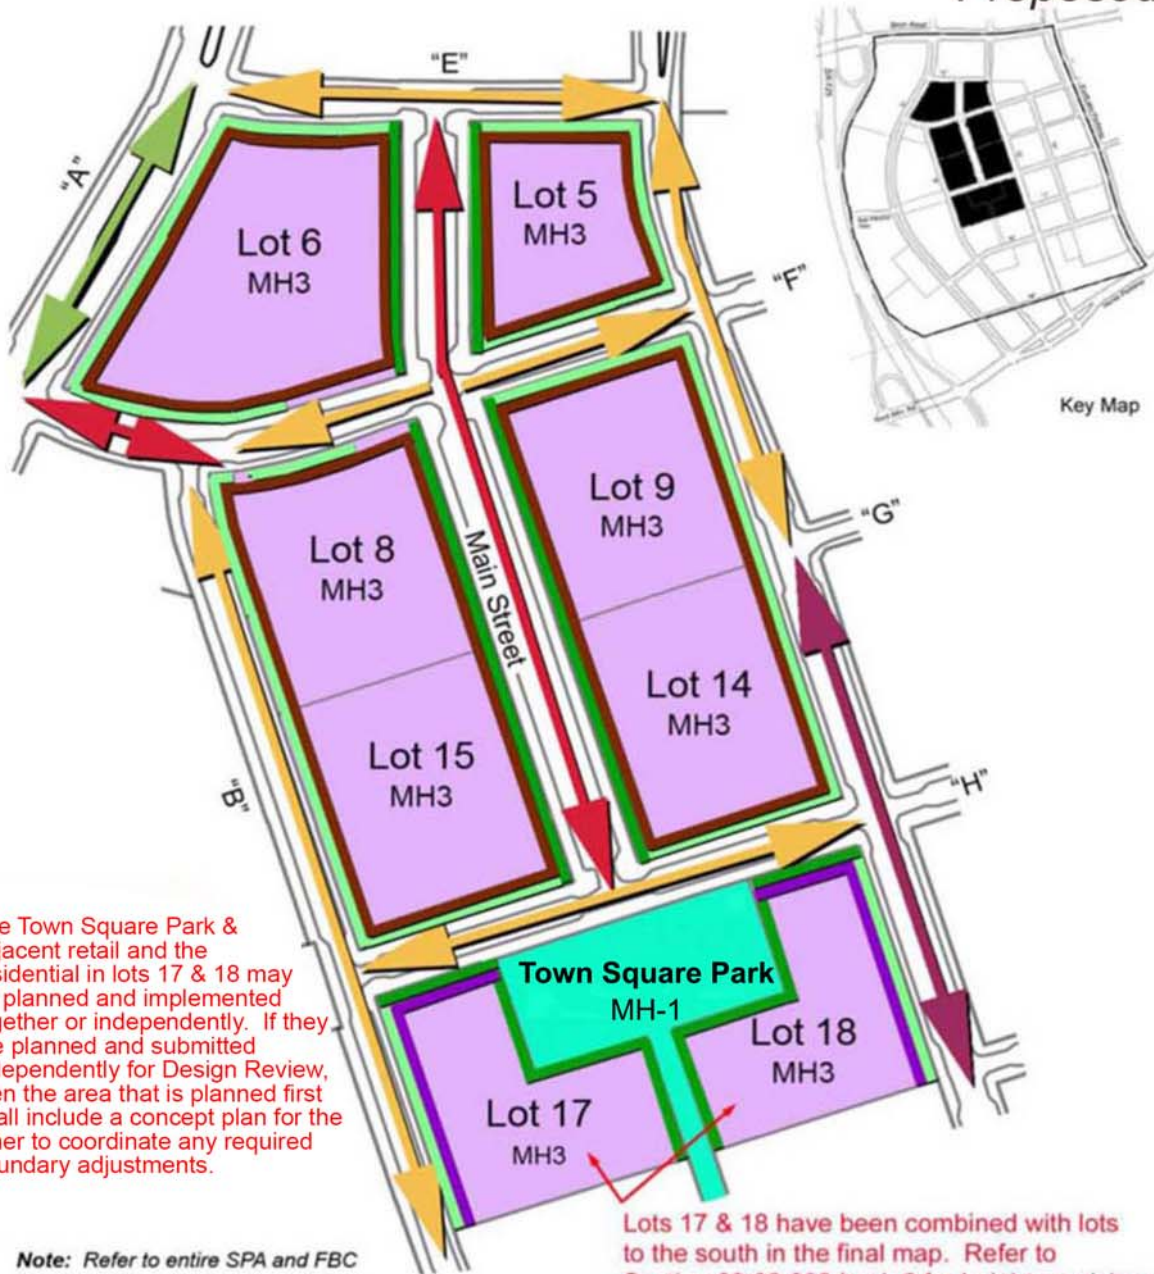 "E"
"A"
Lot 6
MH3
Lot 5
MH3
"F"
Key Map
Lot 9
MH3
"G"
Lot 8
MH3
Main Street
Lot 14
MH3
Lot 15
MH3
"B"
"H"
e Town Square Park &
jacent retail and the
sidential in lots 17 & 18 may
planned and implemented
gether or independently. If they
e planned and submitted
dependently for Design Review,
en the area that is planned first
all include a concept plan for the
her to coordinate any required
undary adjustments.
Town Square Park
MH-1
Lot 18
MH3
Lot 17
MH3
Lots 17 & 18 have been combined with lots
to the south in the final map. Refer to
Note: Refer to entire SPA and FBC